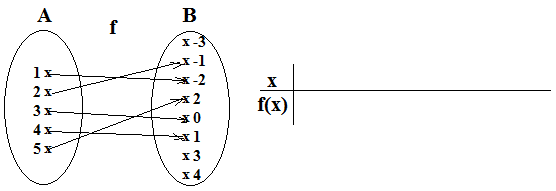 A f B
x -3
x -1
1 x x -2
2 x
3 x x 2
4 x x 0
5 x x 1
x 3
x 4
x
f(x)